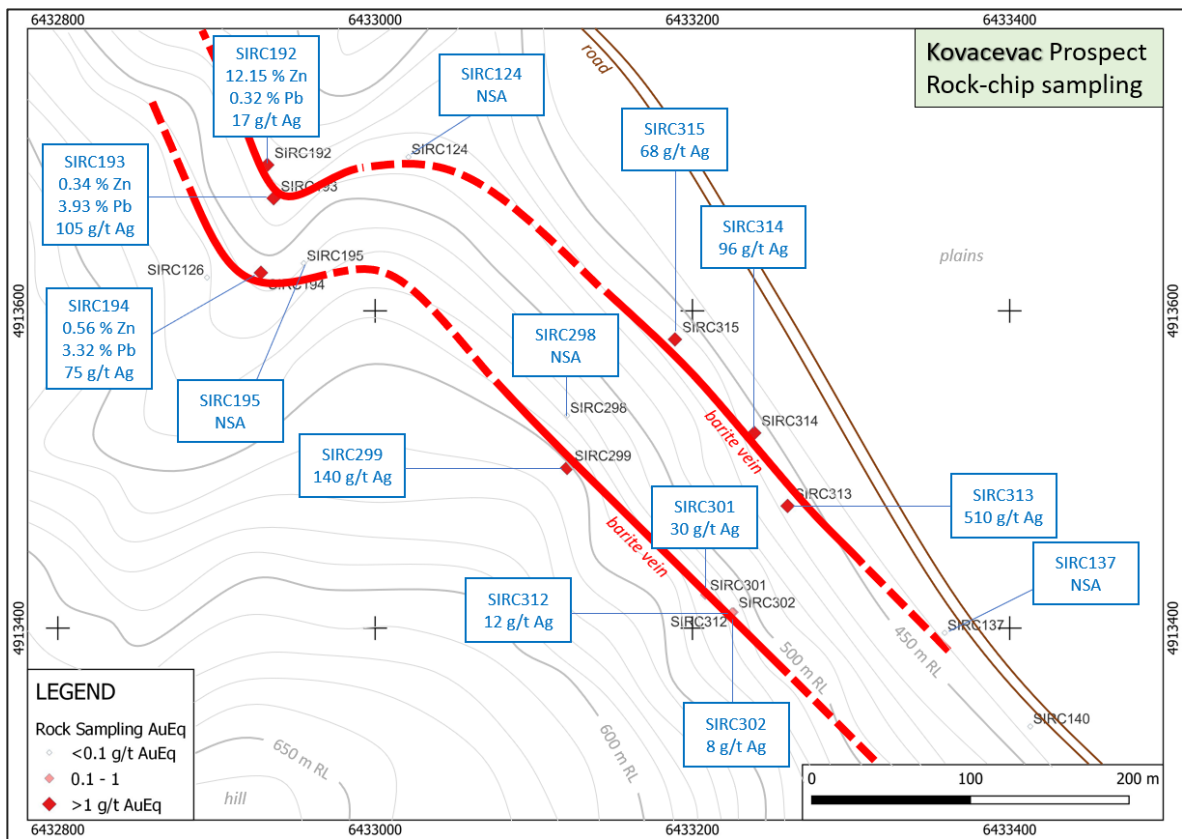 6432800
6433000
6433200
6433400
Kovacevac Prospect
Rock-chip sampling
road
SIRC192
12.15 % Zn
0.32 % Pb
17 g/t Ag
SIRC124
NSA
SIRC315
68 g/t Ag
SIRC193
0.34 % Zn
3.93 % Pb
105 g/t Ag
SIRC192
SIRC124
SIRC193
SIRC314
96 g/t Ag
plains
SIRC126
SIRC195
SIRC194
SIRC194
0.56 % Zn
3.32 % Pb
75 g/t Ag
4913600
4913600
SIRC298
NSA
SIRC315
SIRC195
NSA
SIRC298
SIRC314
barite vein
SIRC299
140 g/t Ag
SIRC299
SIRC301
30 g/t Ag
SIRC313
SIRC313
510 g/t Ag
barite vein
SIRC137
NSA
SIRC312
12 g/t Ag
SIRC301
SIRC302
SIRC312
SIRC137
4913400
4913400
450 m RL
500 m RL
SIRC302
8 g/t Ag
SIRC140
600 m RL
650 m RL
hill
LEGEND
Rock Sampling AuEq
<0.1 g/t AuEq
0.1 - 1
>1 g/t AuEq
0 100 200 m
6432800
6433000
6433200
6433400